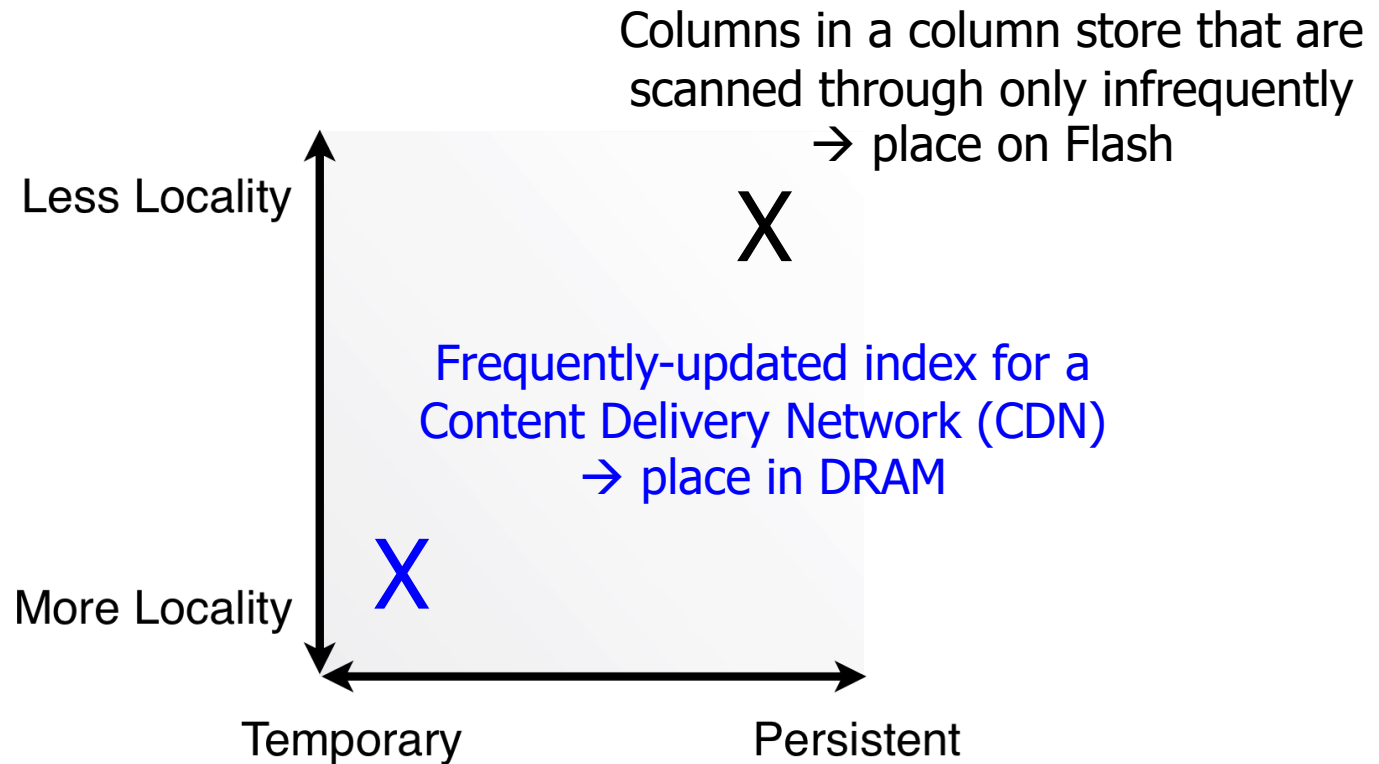 Columns in a column store that are
scanned through only infrequently
→ place on Flash
Less Locality
X
Frequently-updated index for a
Content Delivery Network (CDN)
→ place in DRAM
X
More Locality
Temporary
Persistent